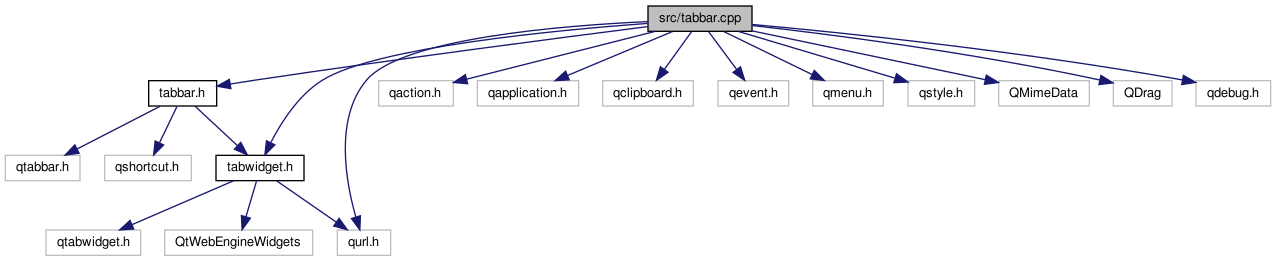 src/tabbar.cpp
tabbar.h
qaction.h
qapplication.h
qclipboard.h
qevent.h
qmenu.h
qstyle.h
QMimeData
QDrag
qdebug.h
qtabbar.h
qshortcut.h
tabwidget.h
qtabwidget.h
QtWebEngineWidgets
qurl.h